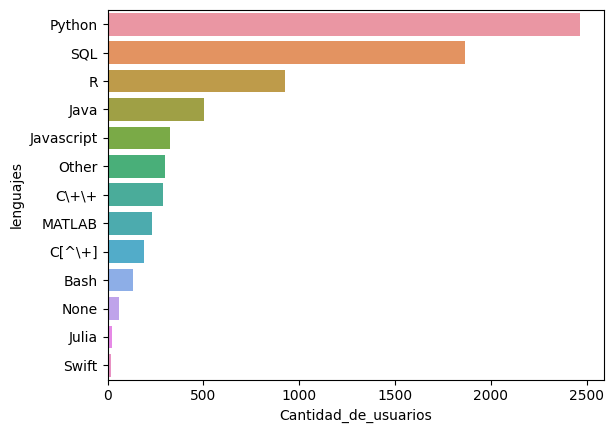 Python
SQL
R
Java
Javascript
Other
C\+\+
MATLAB
C[^\+]
Bash
None
Julia
Swift
lenguajes
0 500 1000 1500 2000 2500
Cantidad_de_usuarios